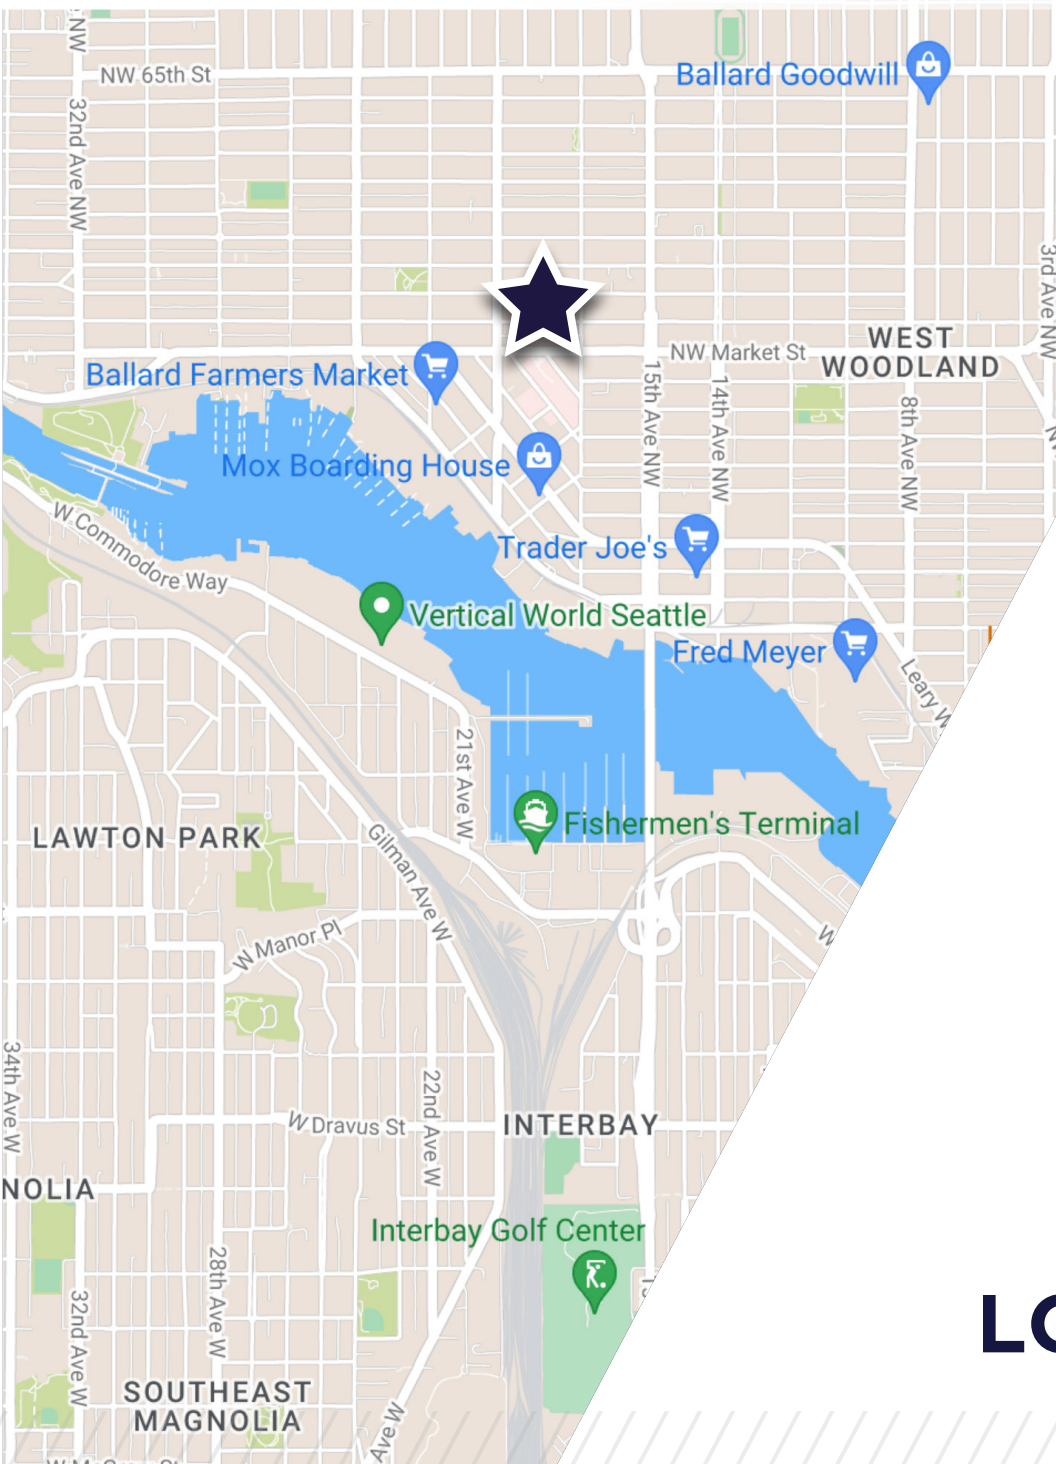 NW
NW 65th St
Ballard Goodwill
32nd Ave NW
3rd Ave NW
WEST
WOODLAND
NW Market St
Ballard Farmers Market
15th Ave NW
14th Ave NW
8th Ave NW
Mox Boarding House
W Commodore Way
Trader Joe's
Vertical World Seattle
Fred Meyer
Leary W
21st Ave W
Fishermen's Terminal
LAWTON PARK
Gilman Ave W
W Manor Pl
W
34th Ave W
22nd Ave W
W Dravus St
INTERBAY
NOLIA
Interbay Golf Center
28th Ave W
32nd Ave W
LO
SOUTHEAST
MAGNOLIA
Ave W